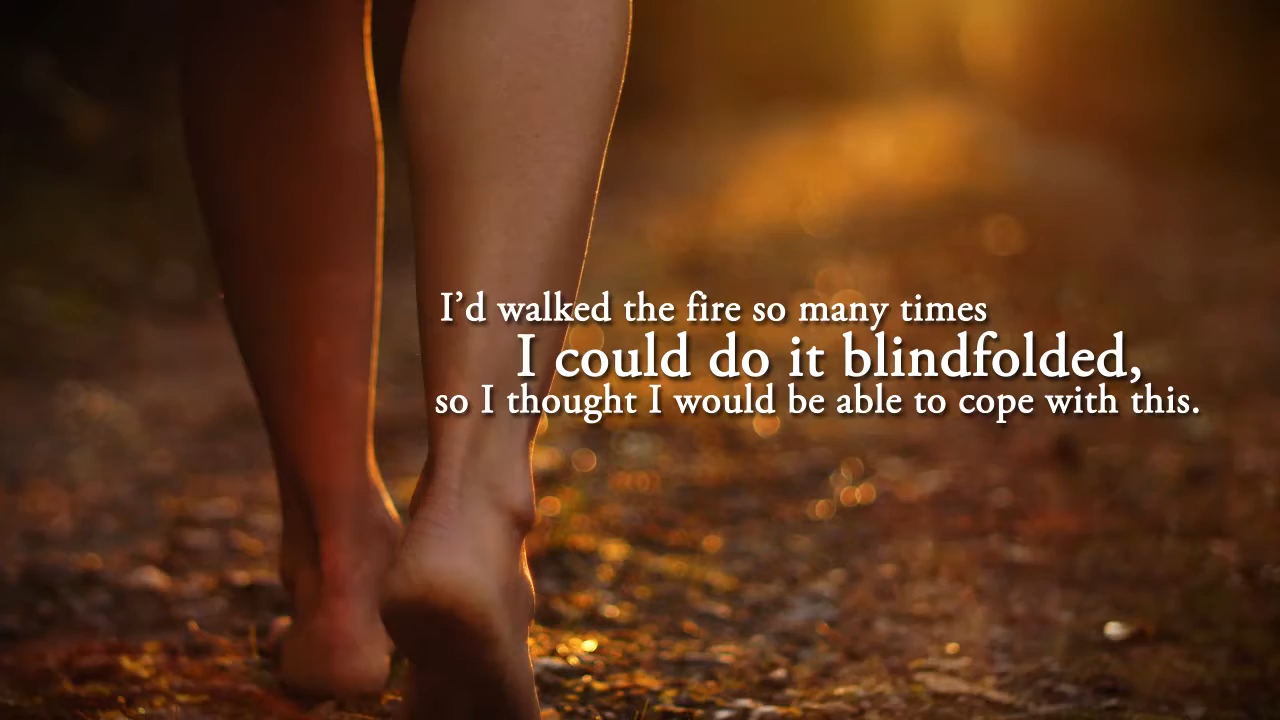 I’d walked the fire so many times
I could do it blindfolded,
so I thought I would be able to cope with this.